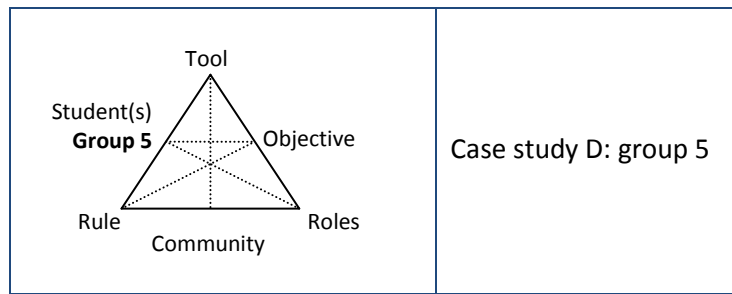 Tool
Student(s)
Group 5
Objective
Rule
Roles
Community
Case study D: group 5